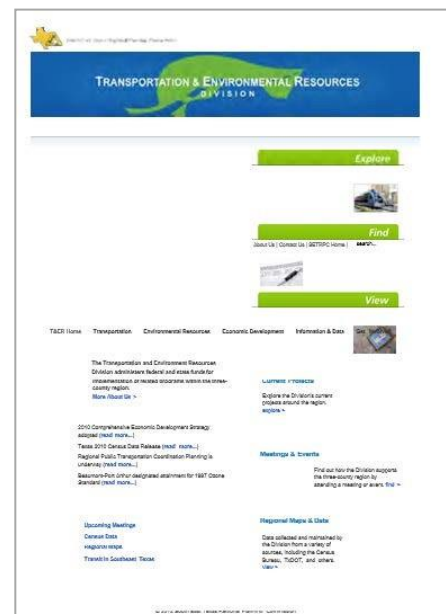 TRANSPORTATION & ENVIRONMENTAL RESOURCES
DIVISION
Explore
Find
About Us | Contact Us | SETRPC Home |
View
T&ER Home Transportation Environmental Resources Economic Development Information & Data
The Transportation and Environment Resources
Division administers federal and state funds for
implementation of related programs within the three-
county region.
More About Us >
Current Projects
Explore the Division's current
projects around the region.
explore >
2010 Comprehensive Economic Development Strategy
adopted (read more...)
Texas 2010 Census Data Release (read more...)
Regional Public Transportation Coordination Planning is
underway (read more...)
Beaumont-Port Arthur designated attainment for 1997 Ozone
Standard (read more...)
Meetings & Events
Find out how the Division supports
the three-county region by
attending a meeting or event. find >
Upcoming Meetings
Census Data
Regional Maps
Transit in Southeast Texas
Regional Maps & Data
Data collected and maintained by
the Division from a variety of
sources, including the Census
Bureau, TxDOT, and others.
view >